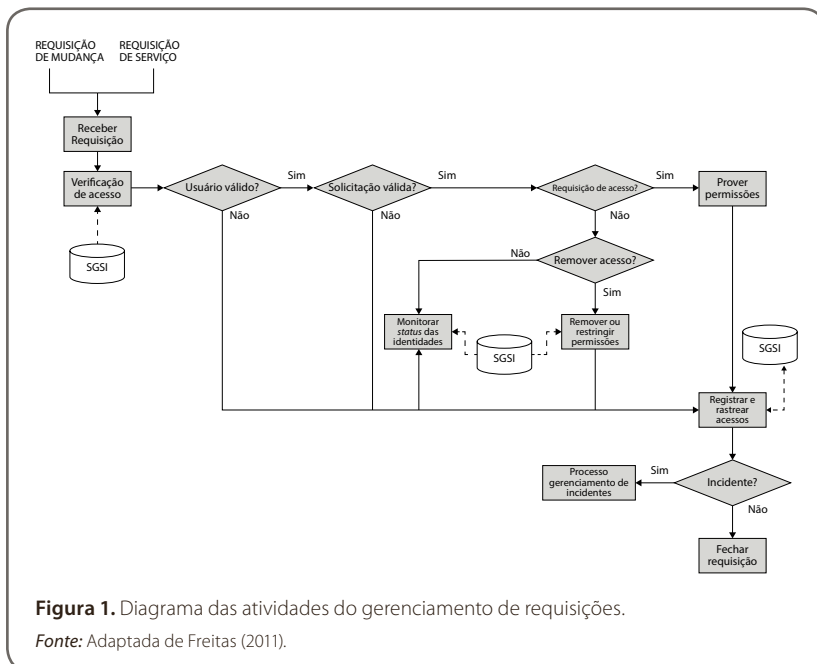 REQUISIÇÃO
DE MUDANÇA
REQUISIÇÃO
DE SERVIÇO
Receber
Requisição
Verificação
de acesso
SGSI
Usuário válido?
Sim
Não
Solicitação válida?
Sim
Não
Requisição de acesso?
Sim
Não
Prover
permissões
Remover acesso?
Não
Sim
Monitorar
status das
identidades
SGSI
Remover ou
restringir
permissões
SGSI
Registrar e
rastrear
acessos
Incidente?
Sim
Não
Processo
gerenciamento de
incidentes
Fechar
requisição
Figura 1. Diagrama das atividades do gerenciamento de requisições.
Fonte: Adaptada de Freitas (2011).